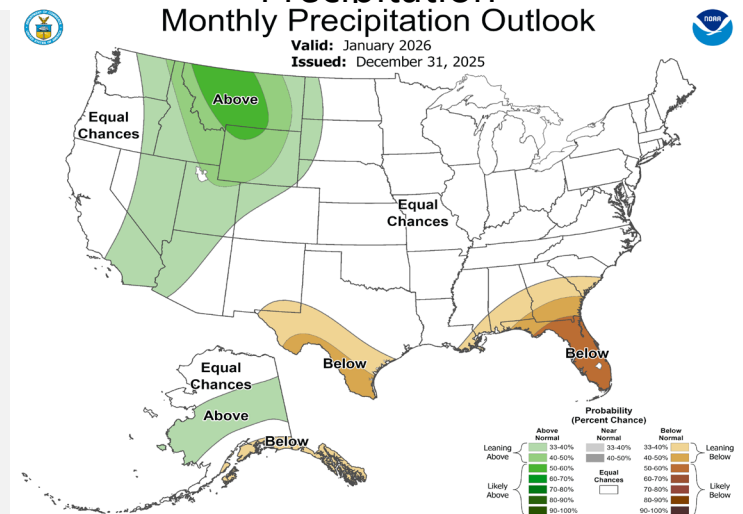 Precipitation
Monthly Precipitation Outlook
Valid: January 2026
Issued: December 31, 2025
NOAA
Above
Equal
Chances
Equal
Chances
Below
Below
Equal
Chances
Above
Below
Probability
(Percent Chance)
Above
Normal
Near
Normal
Below
Normal
Leaning
Above
33-40%
40-50%
50-60%
60-70%
70-80%
80-90%
90-100%
Likely
Above
33-40%
40-50%
Equal
Chances
33-40%
40-50%
50-60%
60-70%
70-80%
80-90%
90-100%
Leaning
Below
Likely
Below